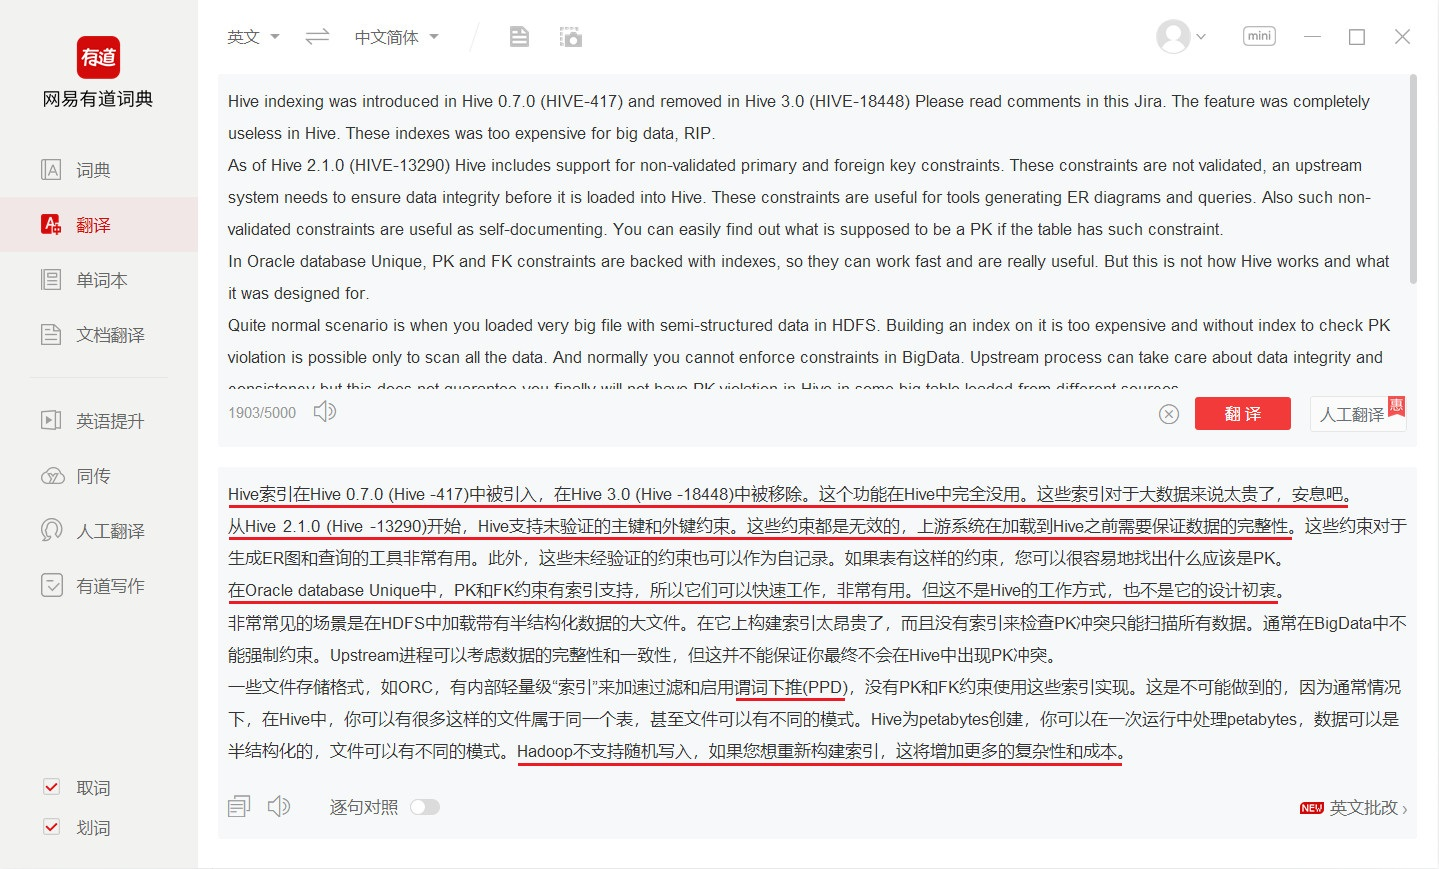 有道
网易有道词典
词典
翻译
单词本
文档翻译
英语提升
同传
人工翻译
有道写作
取词
划词
英文
中文简体
mini
Hive indexing was introduced in Hive 0.7.0 (HIVE-417) and removed in Hive 3.0 (HIVE-18448) Please read comments in this Jira. The feature was completely
useless in Hive. These indexes was too expensive for big data, RIP.
As of Hive 2.1.0 (HIVE-13290) Hive includes support for non-validated primary and foreign key constraints. These constraints are not validated, an upstream
system needs to ensure data integrity before it is loaded into Hive. These constraints are useful for tools generating ER diagrams and queries. Also such non-
validated constraints are useful as self-documenting. You can easily find out what is supposed to be a PK if the table has such constraint.
In Oracle database Unique, PK and FK constraints are backed with indexes, so they can work fast and are really useful. But this is not how Hive works and what
it was designed for.
Quite normal scenario is when you loaded very big file with semi-structured data in HDFS. Building an index on it is too expensive and without index to check PK
violation is possible only to scan all the data. And normally you cannot enforce constraints in BigData. Upstream process can take care about data integrity and
consistency but this does not guarantee you finally will not have PK violation in Hive in some big table loaded from different sources.
1903/5000
翻 译
人工翻译
惠
Hive索引在Hive 0.7.0 (Hive -417)中被引入，在Hive 3.0 (Hive -18448)中被移除。这个功能在Hive中完全没用。这些索引对于大数据来说太贵了，安息吧。
从Hive 2.1.0 (Hive -13290)开始，Hive支持未验证的主键和外键约束。这些约束都是无效的，上游系统在加载到Hive之前需要保证数据的完整性。这些约束对于
生成ER图和查询的工具非常有用。此外，这些未经验证的约束也可以作为自记录。如果表有这样的约束，您可以很容易地找出什么应该是PK。
在Oracle database Unique中，PK和FK约束有索引支持，所以它们可以快速工作，非常有用。但这不是Hive的工作方式，也不是它的设计初衷。
非常常见的场景是在HDFS中加载带有半结构化数据的大文件。在它上构建索引太昂贵了，而且没有索引来检查PK冲突只能扫描所有数据。通常在BigData中不
能强制约束。Upstream进程可以考虑数据的完整性和一致性，但这并不能保证你最终不会在Hive中出现PK冲突。
一些文件存储格式，如ORC，有内部轻量级“索引”来加速过滤和启用谓词下推(PPD)，没有PK和FK约束使用这些索引实现。这是不可能做到的，因为通常情况
下，在Hive中，你可以有很多这样的文件属于同一个表，甚至文件可以有不同的模式。Hive为petabytes创建，你可以在一次运行中处理petabytes，数据可以是
半结构化的，文件可以有不同的模式。Hadoop不支持随机写入，如果您想重新构建索引，这将增加更多的复杂性和成本。
逐句对照
NEW 英文批改